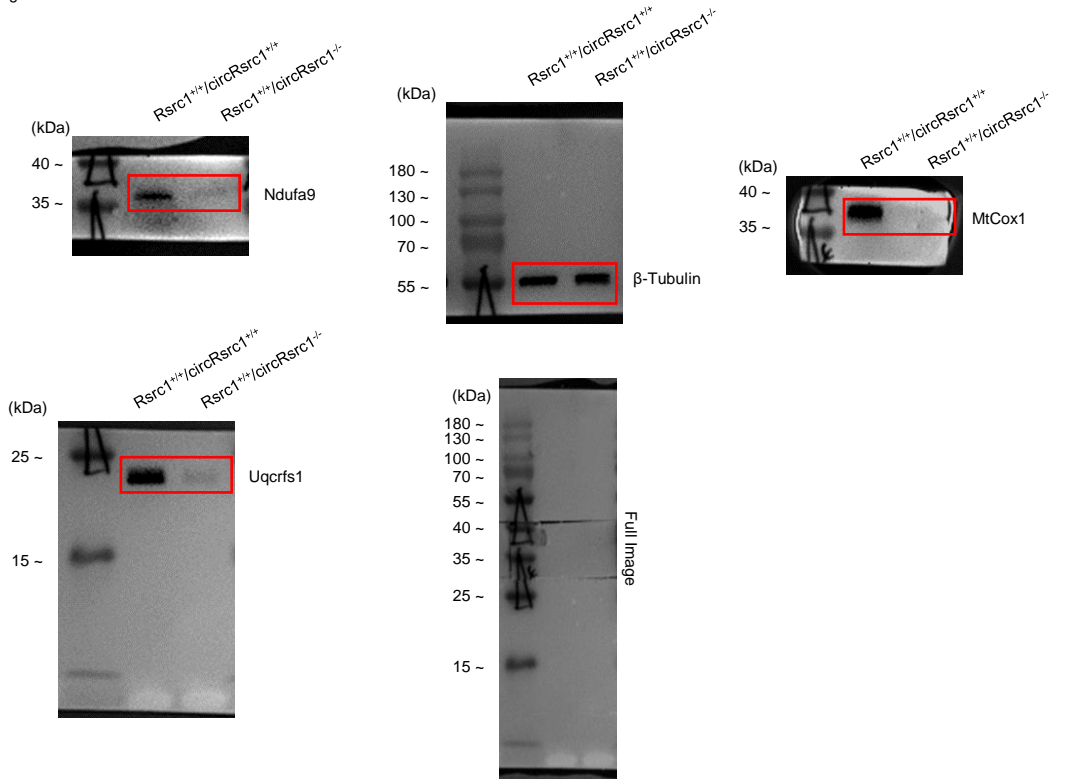 Rsrc1+/+/circRsrc1+/+
Rsrc1+/+/circRsrc1-/-
(kDa)
40 ~
35 ~
Ndufa9
Rsrc1+/+/circRsrc1+/+
Rsrc1+/+/circRsrc1-/-
(kDa)
180 ~
130 ~
100 ~
70 ~
55 ~
β-Tubulin
Rsrc1+/+/circRsrc1+/+
Rsrc1+/+/circRsrc1-/-
(kDa)
40 ~
35 ~
MtCox1
Rsrc1+/+/circRsrc1+/+
Rsrc1+/+/circRsrc1-/-
(kDa)
25 ~
15 ~
Uqcrfs1
(kDa)
180 ~
130 ~
100 ~
70 ~
55 ~
40 ~
35 ~
25 ~
15 ~
Full Image